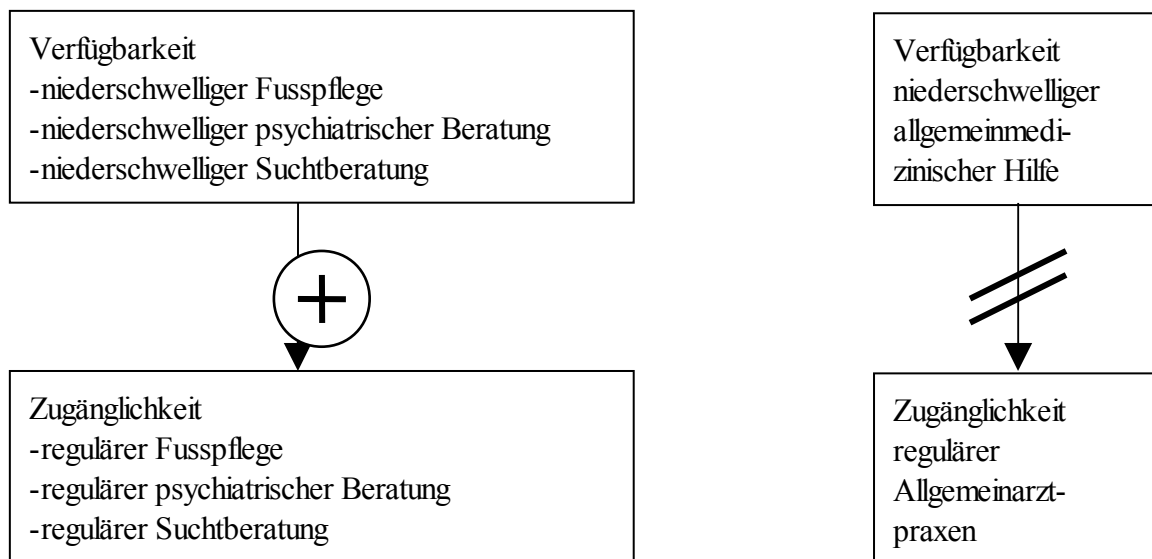 Verfügbarkeit
-niederschwelliger Fusspflege
-niederschwelliger psychiatrischer Beratung
-niederschwelliger Suchtberatung
Verfügbarkeit
niederschwelliger
allgemeinmedi-
zinischer Hilfe
+
Zugänglichkeit
-regulärer Fusspflege
-regulärer psychiatrischer Beratung
-regulärer Suchtberatung
Zugänglichkeit
regulärer
Allgemeinarzt-
praxen